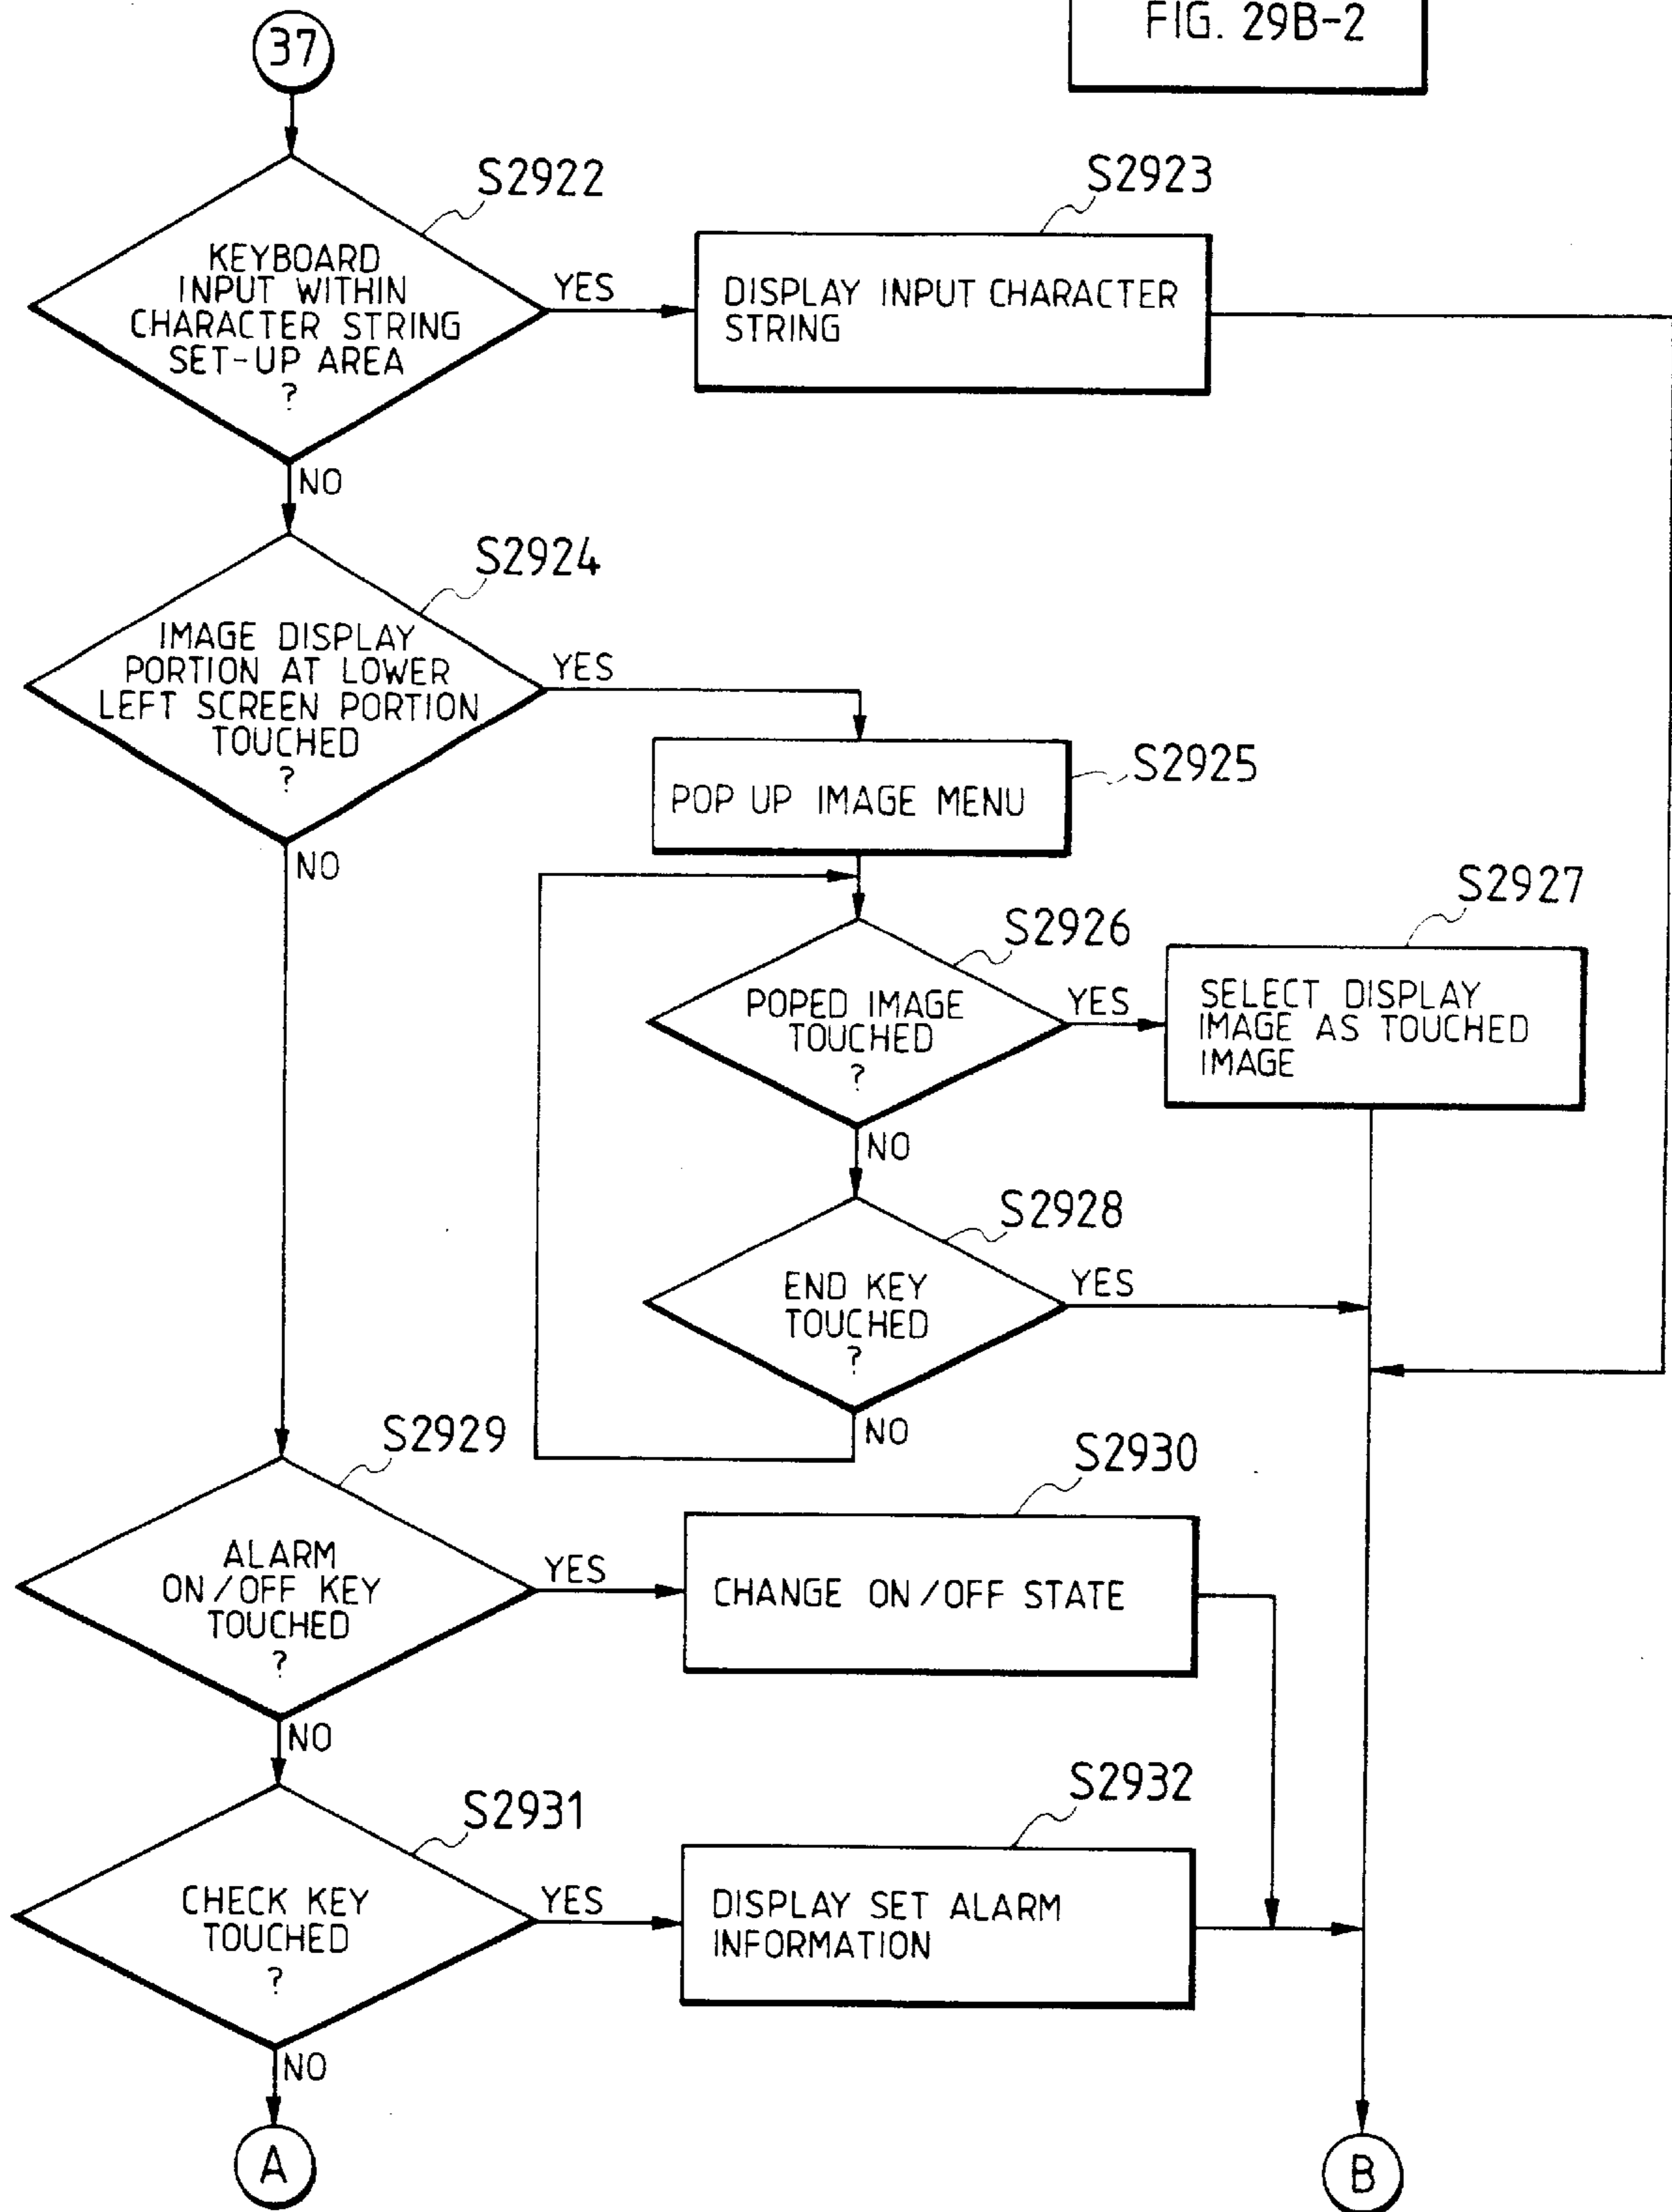 FIG. 29B-2
37
S2922
KEYBOARD
INPUT WITHIN
CHARACTER STRING
SET-UP AREA
?
YES
NO
S2923
DISPLAY INPUT CHARACTER
STRING
S2924
IMAGE DISPLAY
PORTION AT LOWER
LEFT SCREEN PORTION
TOUCHED
?
YES
NO
S2925
POP UP IMAGE MENU
S2926
POPED IMAGE
TOUCHED
?
YES
NO
S2927
SELECT DISPLAY
IMAGE AS TOUCHED
IMAGE
S2928
END KEY
TOUCHED
?
YES
NO
S2929
ALARM
ON/OFF KEY
TOUCHED
?
YES
NO
S2930
CHANGE ON/OFF STATE
S2931
CHECK KEY
TOUCHED
?
YES
NO
S2932
DISPLAY SET ALARM
INFORMATION
A
B